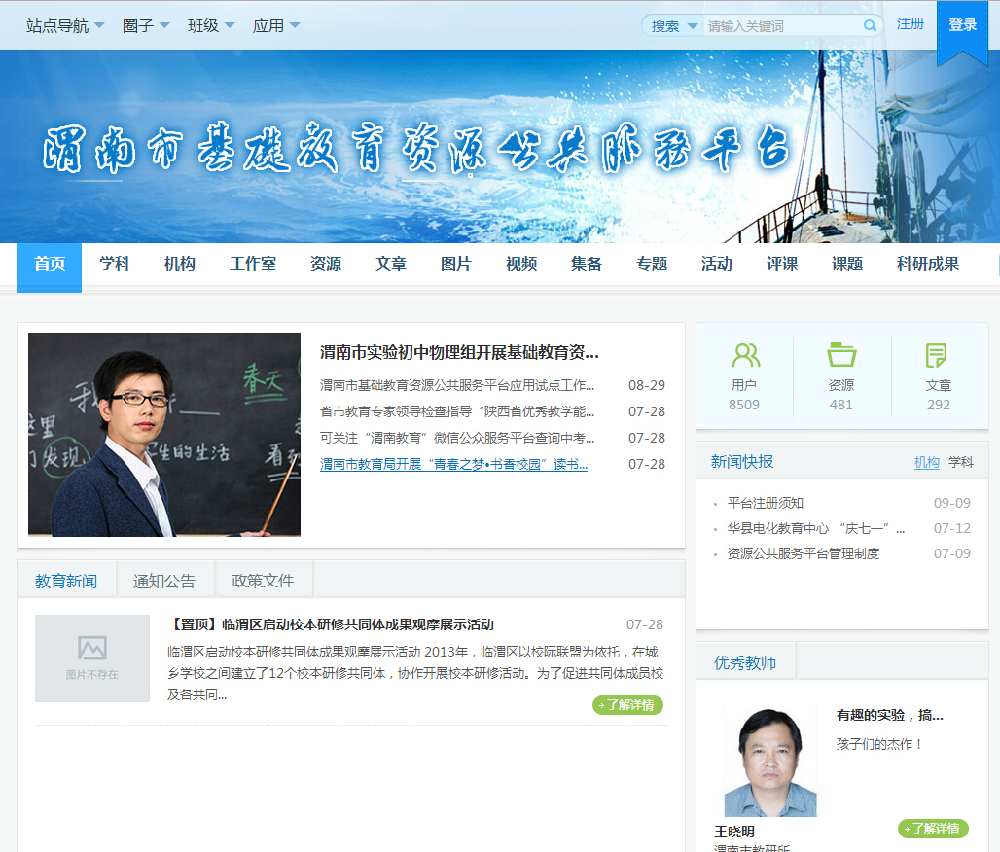 站点导航 圈子 班级 应用 搜索 请输入关键词 注册 登录
渭南市基礎教育资源公共服务平台
首页 学科 机构 工作室 资源 文章 图片 视频 集备 专题 活动 评课 课题 科研成果
春天
渭南市实验初中物理组开展基础教育资...
渭南市基础教育资源公共服务平台应用试点工作... 08-29
省市教育专家领导检查指导“陕西省优秀教学能... 07-28
可关注“渭南教育”微信公众服务平台查询中考... 07-28
渭南市教育局开展“青春之梦•书香校园”读书... 07-28
用户 资源 文章
8509 481 292
新闻快报 机构 学科
平台注册须知 09-09
华县电化教育中心 “庆七一” ... 07-12
资源公共服务平台管理制度 07-09
教育新闻 通知公告 政策文件
图片不存在
【置顶】临渭区启动校本研修共同体成果观摩展示活动 07-28
临渭区启动校本研修共同体成果观摩展示活动 2013年，临渭区以校际联盟为依托，在城
乡学校之间建立了12个校本研修共同体，协作开展校本研修活动。为了促进共同体成员校
及各共同...
了解详情
优秀教师
有趣的实验，搞...
孩子们的杰作！
王晓明
了解详情
渭南市教研所